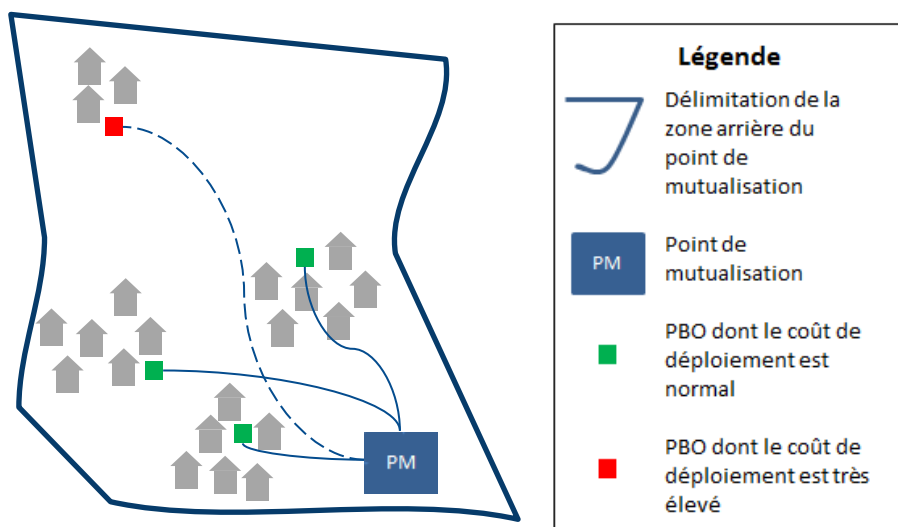 PM
Légende
Délimitation de la
zone arrière du
point de
mutualisation
PM
Point de
mutualisation
PBO dont le coût de
déploiement est
normal
PBO dont le coût de
déploiement est très
élevé